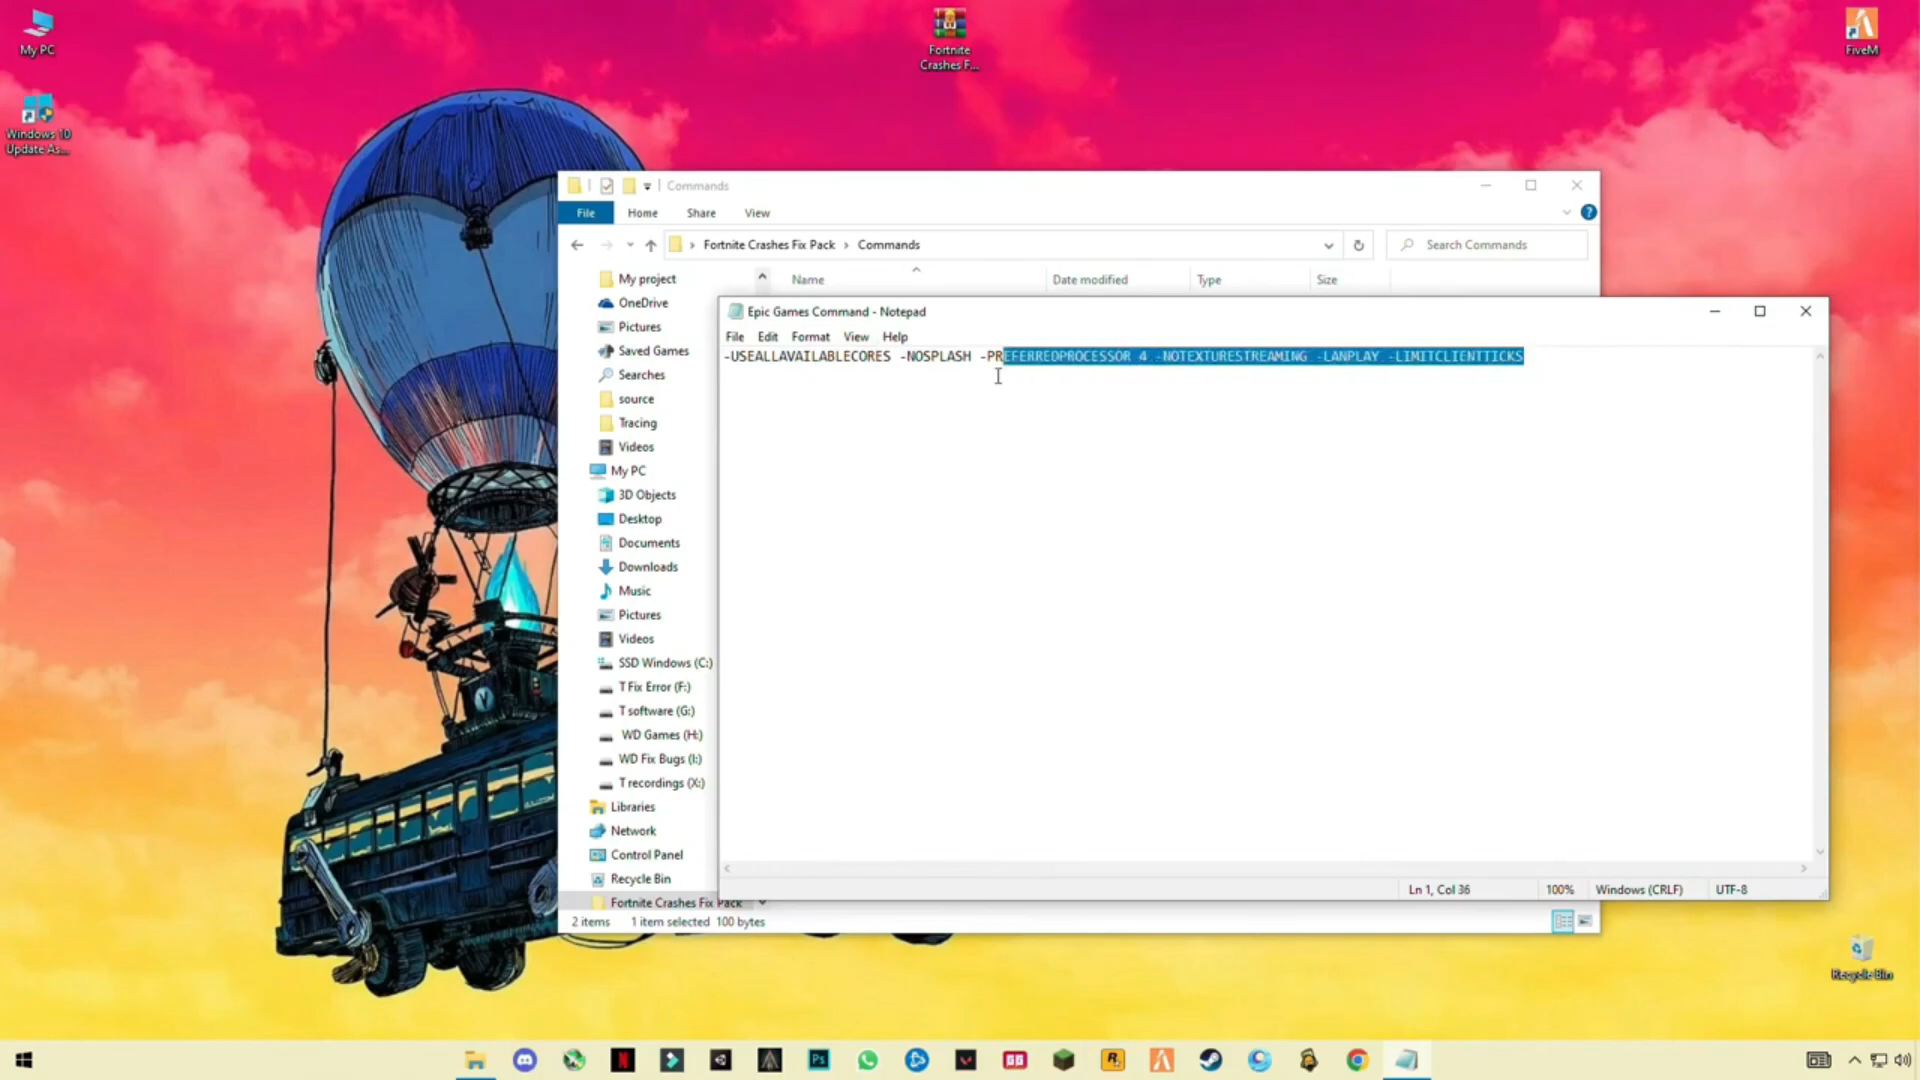 My PC
Windows 10
Update As...
Fortnite
Crashes F...
FiveM
Commands
File
Home
Share
View
Fortnite Crashes Fix Pack
Commands
Search Commands
Name
Date modified
Type
Size
My project
OneDrive
Pictures
Saved Games
Searches
source
Tracing
Videos
My PC
3D Objects
Desktop
Documents
Downloads
Music
Pictures
Videos
SSD Windows (C:)
T Fix Error (F:)
T software (G:)
WD Games (H:)
WD Fix Bugs (I:)
T recordings (X:)
Libraries
Network
Control Panel
Recycle Bin
Fortnite Crashes Fix Pack
2 items 1 item selected 100 bytes
Epic Games Command - Notepad
File Edit Format View Help
-USEALLAVAILABLECORES -NOSPLASH -PREFERREDPROCESSOR 4 -NOTEXTURESTREAMING -LANPLAY -LIMITCLIENTTICKS
Ln 1, Col 36
100%
Windows (CRLF)
UTF-8
Recycle Bin